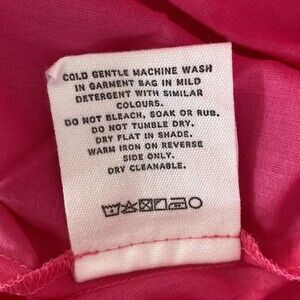 COLD GENTLE MACHINE WASH
IN GARMENT BAG IN MILD
DETERGENT WITH SIMILAR
COLOURS.
DO NOT BLEACH, SOAK OR RUB.
DO NOT TUMBLE DRY.
DRY FLAT IN SHADE.
WARM IRON ON REVERSE
SIDE ONLY.
DRY CLEANABLE.